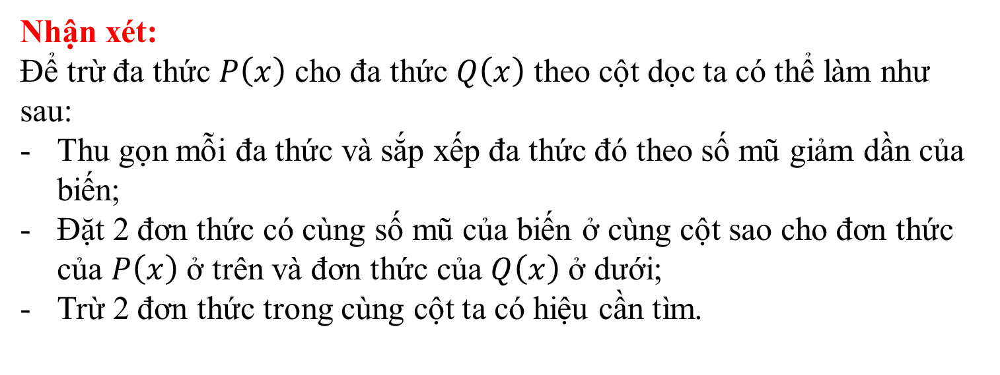 Nhận xét:
Để trừ đa thức P(x) cho đa thức Q(x) theo cột dọc ta có thể làm như
sau:
- Thu gọn mỗi đa thức và sắp xếp đa thức đó theo số mũ giảm dần của
biến;
- Đặt 2 đơn thức có cùng số mũ của biến ở cùng cột sao cho đơn thức
của P(x) ở trên và đơn thức của Q(x) ở dưới;
- Trừ 2 đơn thức trong cùng cột ta có hiệu cần tìm.